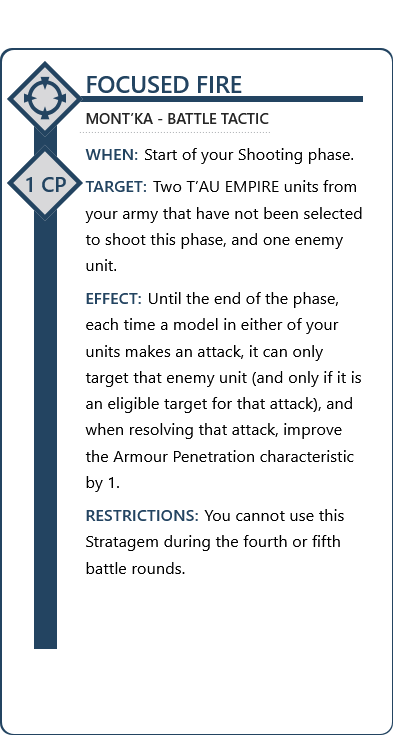 FOCUSED FIRE
MONT’KA - BATTLE TACTIC
WHEN: Start of your Shooting phase.
1 CP
TARGET: Two T’AU EMPIRE units from
your army that have not been selected
to shoot this phase, and one enemy
unit.
EFFECT: Until the end of the phase,
each time a model in either of your
units makes an attack, it can only
target that enemy unit (and only if it is
an eligible target for that attack), and
when resolving that attack, improve
the Armour Penetration characteristic
by 1.
RESTRICTIONS: You cannot use this
Stratagem during the fourth or fifth
battle rounds.